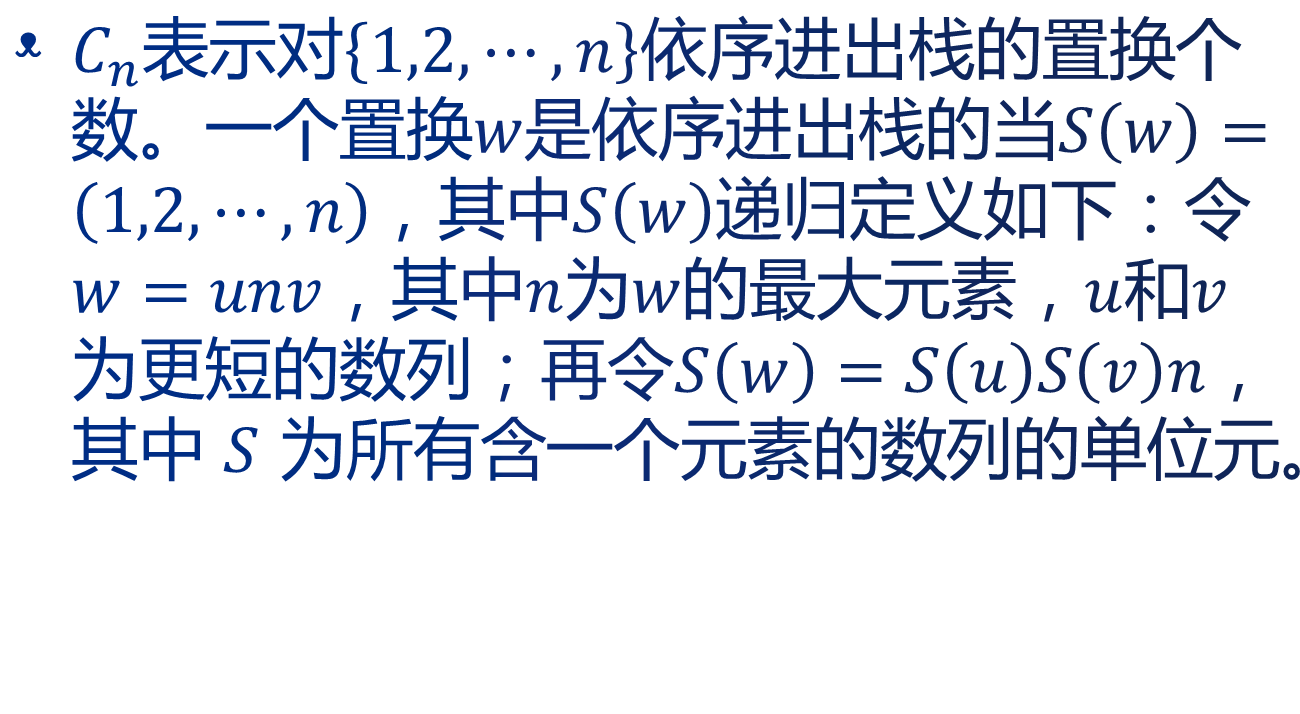 C_n表示对{1,2,⋯,n}依序进出栈的置换个
数。一个置换w是依序进出栈的当S(w) =
(1,2,⋯,n)，其中S(w)递归定义如下：令
w = unv，其中n为w的最大元素，u和v
为更短的数列；再令S(w) = S(u)S(v)n，
其中 S 为所有含一个元素的数列的单位元。